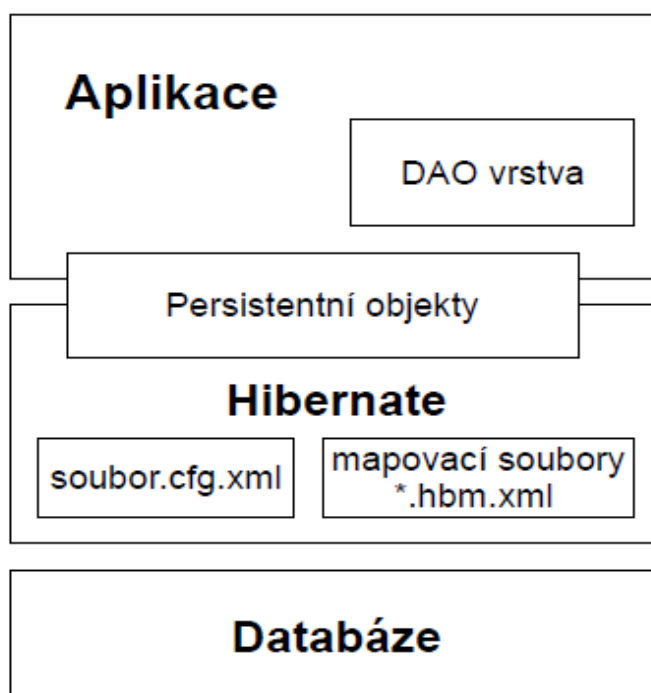 Aplikace
DAO vrstva
Persistentní objekty
Hibernate
soubor.cfg.xml
mapovací soubory
*.hbm.xml
Databáze